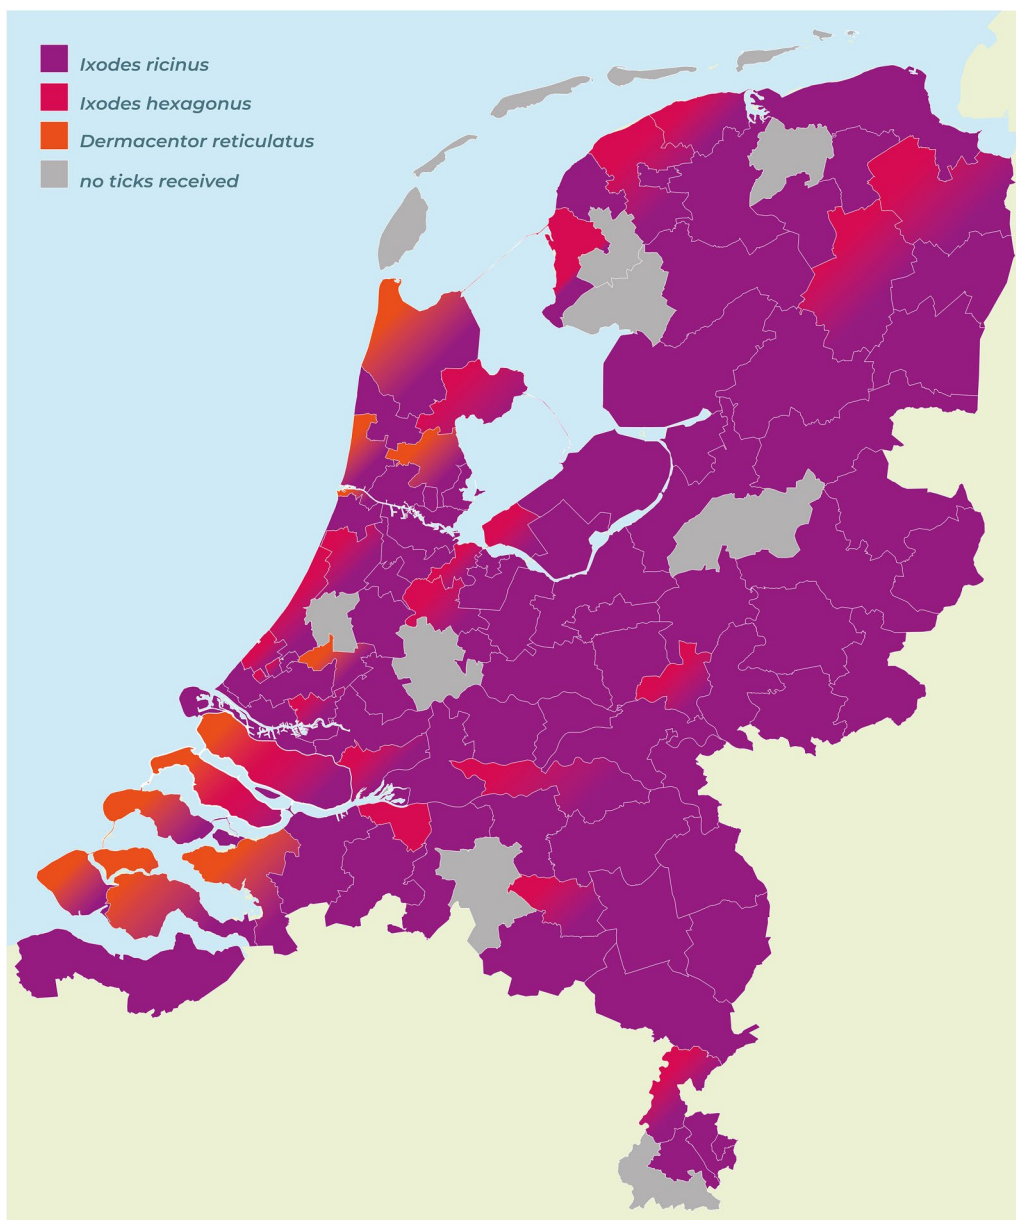 Ixodes ricinus
Ixodes hexagonus
Dermacentor reticulatus
no ticks received